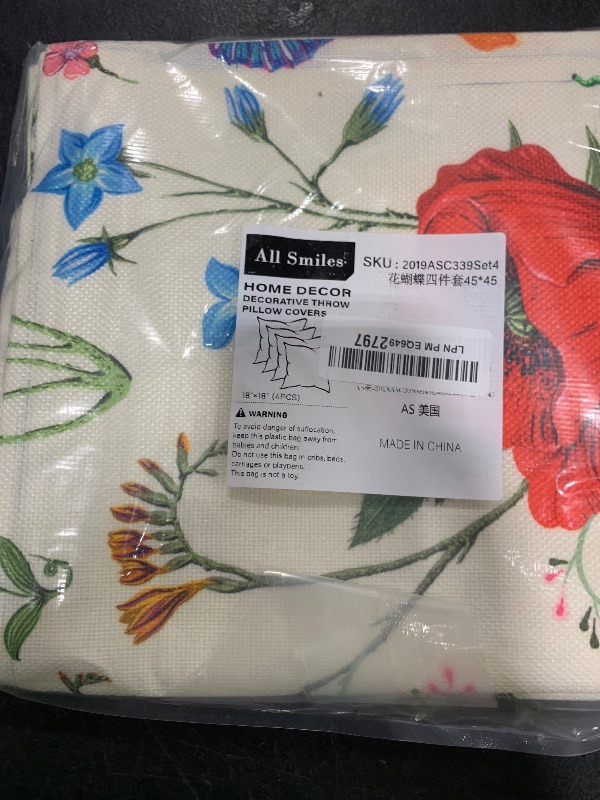 All Smiles
SKU : 2019ASC339Set4
花蝴蝶四件套45*45
HOME DECOR
DECORATIVE THROW
PILLOW COVERS
LPN PM EQ6492797
18"×18" (4PCS)
45
AS 美国
MADE IN CHINA
WARNING
To avoid danger of suffocation,
keep this plastic bag away from
babies and children.
Do not use this bag in cribs, beds,
carriages or playpens.
This bag is not a toy.